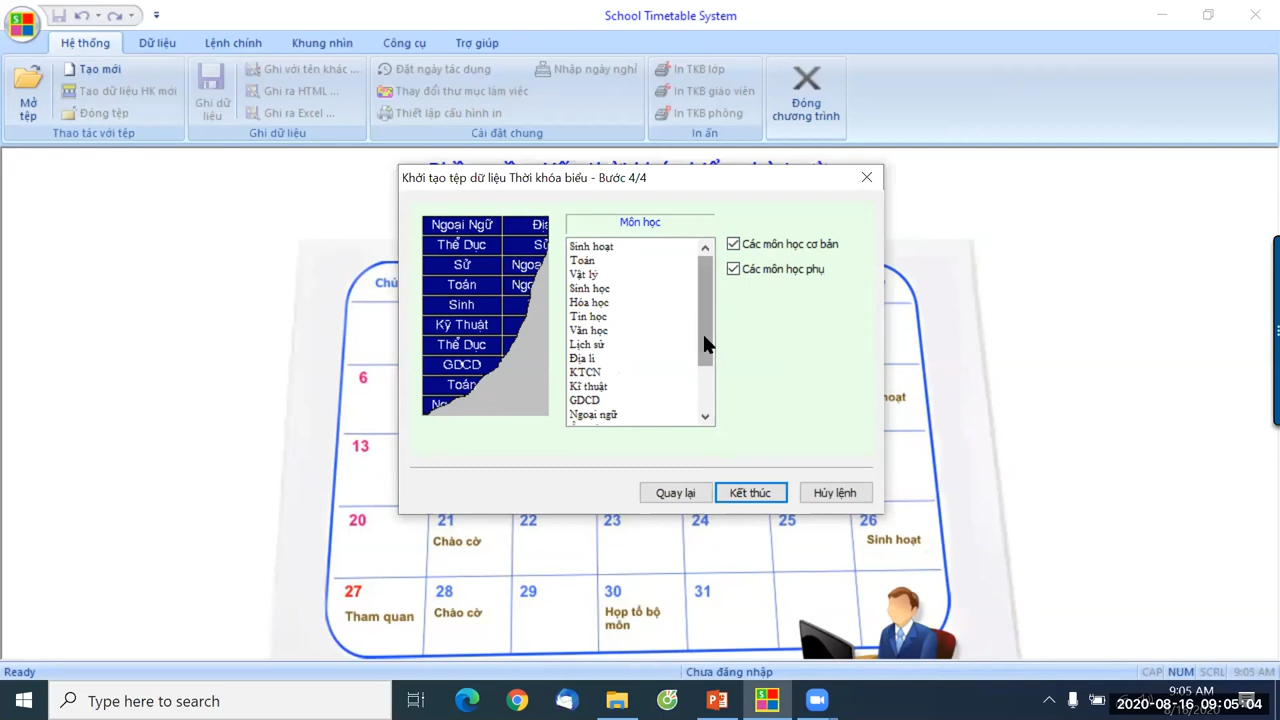 School Timetable System
Hệ thống
Dữ liệu
Lệnh chính
Khung nhìn
Công cụ
Trợ giúp
Mở tệp
Tạo mới
Tạo dữ liệu HK mới
Đóng tệp
Thao tác với tệp
Ghi dữ liệu
Ghi với tên khác ...
Ghi ra HTML ...
Ghi ra Excel ...
Ghi dữ liệu
Đặt ngày tác dụng
Nhập ngày nghỉ
Thay đổi thư mục làm việc
Thiết lập cấu hình in
Cài đặt chung
In TKB lớp
In TKB giáo viên
In TKB phòng
In ấn
Đóng chương trình
Khởi tạo tệp dữ liệu Thời khóa biểu - Bước 4/4
Ngoại Ngữ
Thể Dục
Sử
Toán
Sinh
Kỹ Thuật
Thể Dục
GDCD
Toán
Môn học
Sinh hoạt
Toán
Vật lý
Sinh học
Hóa học
Tin học
Văn học
Lịch sử
Địa lí
KTCN
Kĩ thuật
GDCD
Ngoại ngữ
Các môn học cơ bản
Các môn học phụ
Quay lại
Kết thúc
Hủy lệnh
6
13
20
21
22
23
24
25
26
Chào cờ
Sinh hoạt
27
28
29
30
31
Tham quan
Chào cờ
Họp tổ bộ
môn
Ready
Chưa đăng nhập
CAP
NUM
SCRL
9:05 AM
Type here to search
9:05 AM
2020-08-16 09:05:04